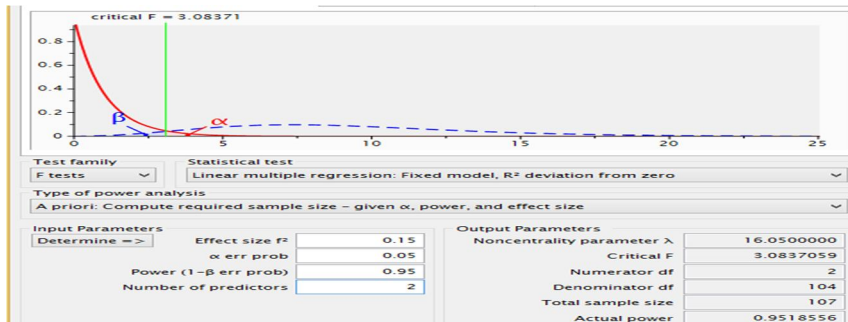 critical F = 3.08371
0.8
0.6
0.4
0.2
0
β
α
0 5 10 15 20 25
Test family Statistical test
F tests Linear multiple regression: Fixed model, R² deviation from zero
Type of power analysis
A priori: Compute required sample size – given α, power, and effect size
Input Parameters Output Parameters
Determine => Effect size f² 0.15 Noncentrality parameter λ 16.0500000
α err prob 0.05 Critical F 3.0837059
Power (1-β err prob) 0.95 Numerator df 2
Number of predictors 2 Denominator df 104
Total sample size 107
Actual power 0.9518556